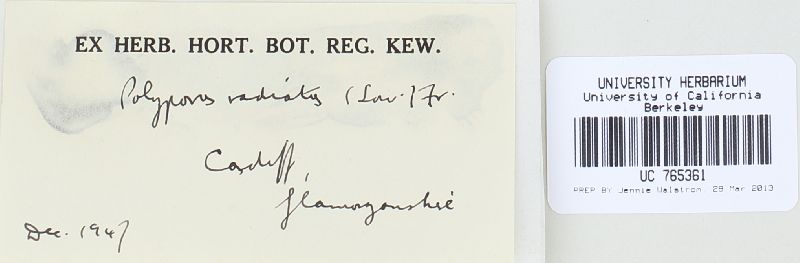 EX HERB. HORT. BOT. REG. KEW.
Polyporus radiatus (Sow.) Fr.
Cardiff,
Glamorganshire
Dec. 1947
UNIVERSITY HERBARIUM
University of California
Berkeley
UC 765361
PREP BY Jennie Walstrom, 29 Mar 2013